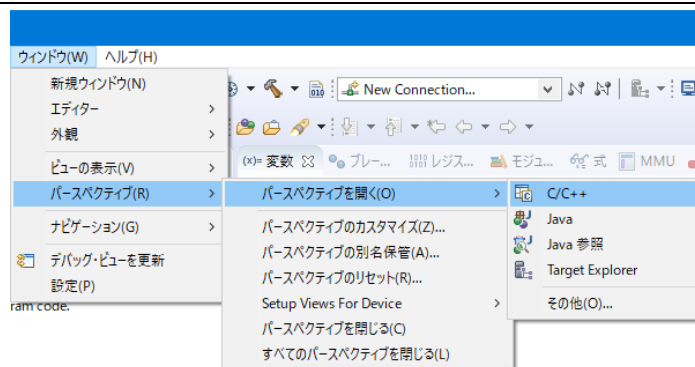 ウィンドウ(W) ヘルプ(H)
新規ウィンドウ(N)
エディター
外観
ビューの表示(V)
パースペクティブ(R)
ナビゲーション(G)
デバッグ・ビューを更新
設定(P)
ram code.
010 New Connection...
(x)= 変数 ブレー... 1010 レジス... モジュ... 式 MMU
パースペクティブを開く(O)
パースペクティブのカスタマイズ(Z)...
パースペクティブの別名保管(A)...
パースペクティブのリセット(R)...
Setup Views For Device
パースペクティブを閉じる(C)
すべてのパースペクティブを閉じる(L)
C/C++
Java
Java 参照
Target Explorer
その他(O)...